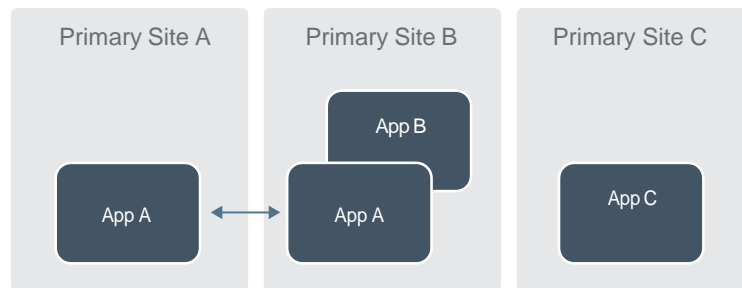 Primary Site A
Primary Site B
Primary Site C
App B
App A
App A
App C